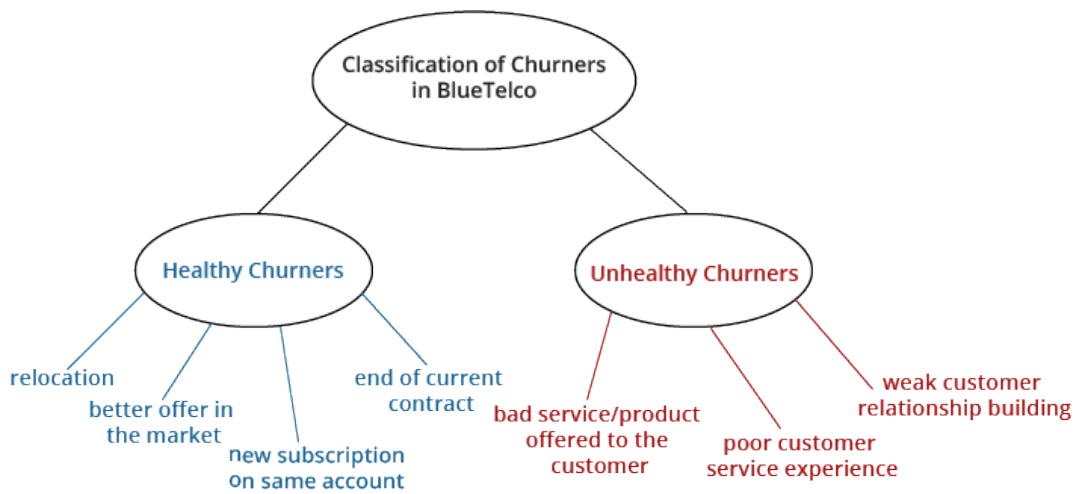 Classification of Churners
in BlueTelco
Healthy Churners
Unhealthy Churners
relocation
better offer in
the market
new subscription
on same account
end of current
contract
bad service/product
offered to the
customer
poor customer
service experience
weak customer
relationship building